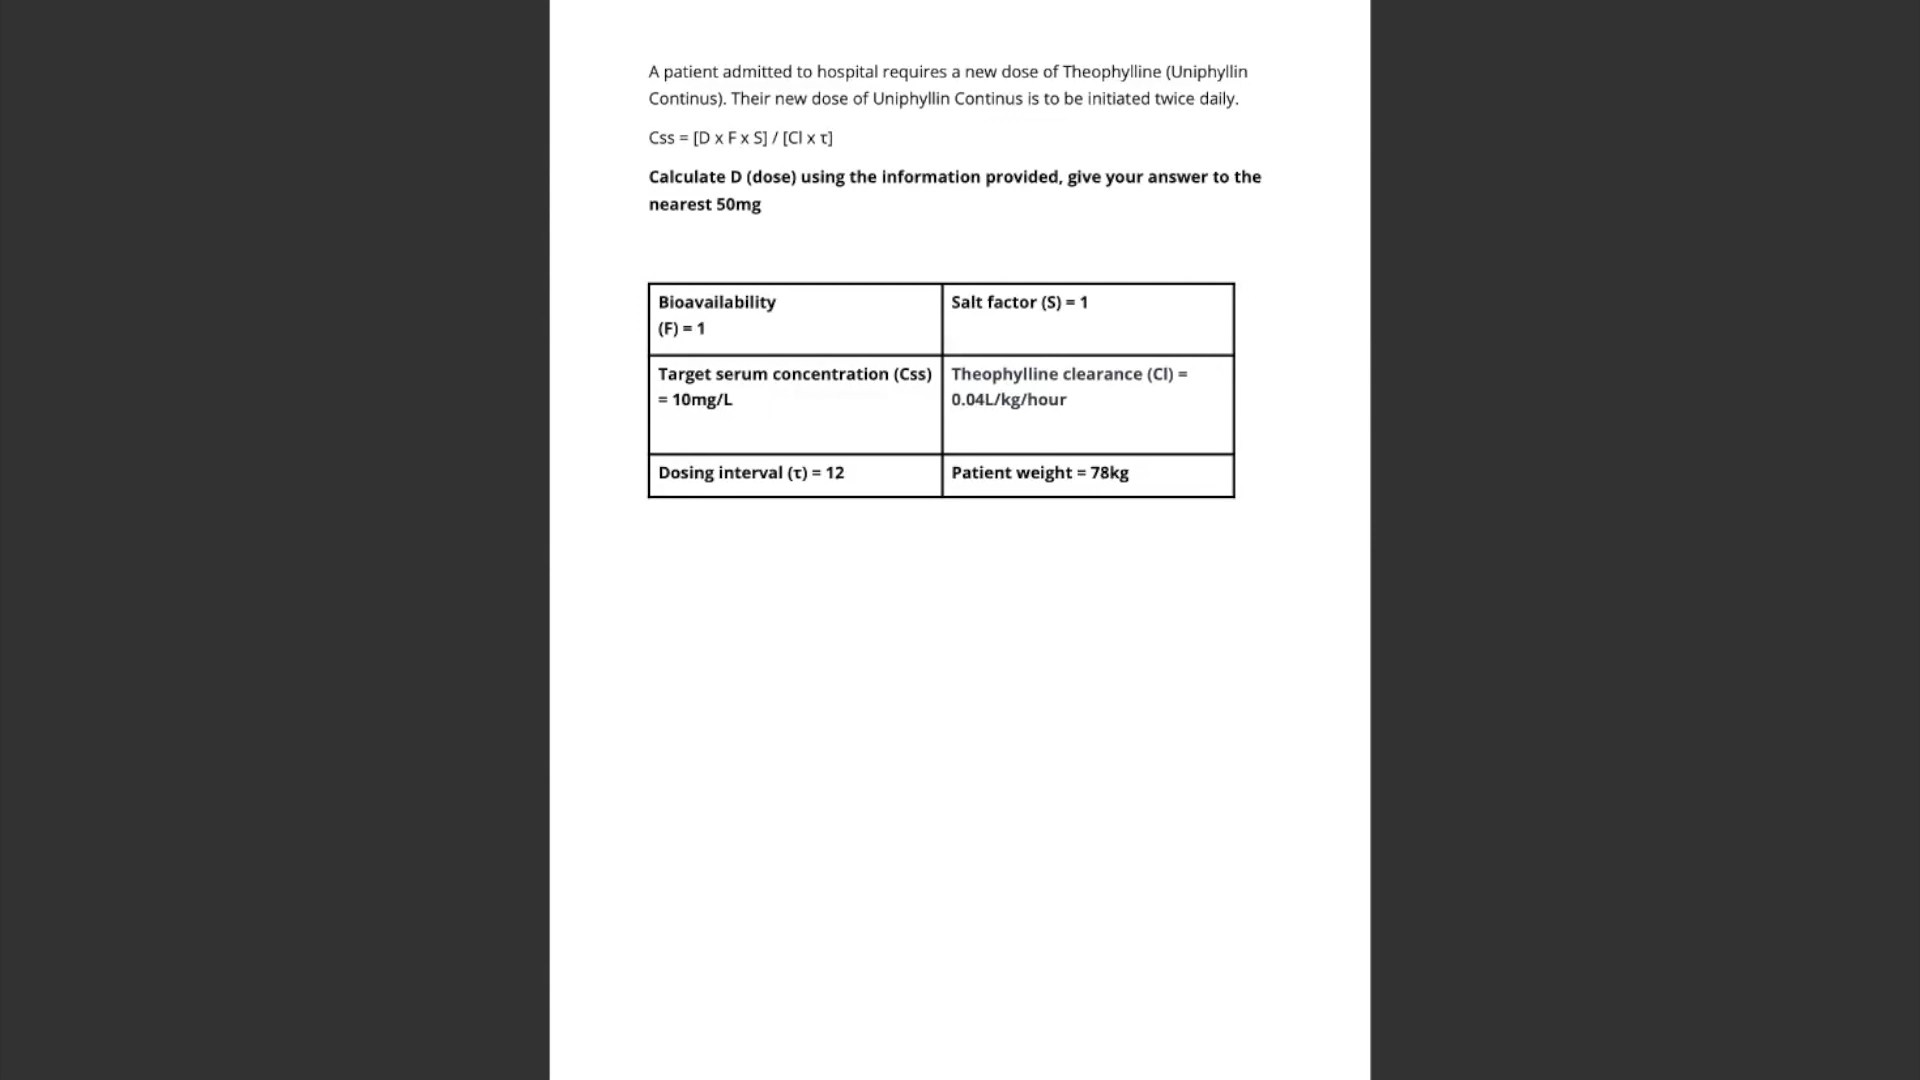 A patient admitted to hospital requires a new dose of Theophylline (Uniphyllin
Continus). Their new dose of Uniphyllin Continus is to be initiated twice daily.
Css = [D x F x S] / [Cl x τ]
Calculate D (dose) using the information provided, give your answer to the
nearest 50mg
Bioavailability
(F) = 1
Salt factor (S) = 1
Target serum concentration (Css)
= 10mg/L
Theophylline clearance (Cl) =
0.04L/kg/hour
Dosing interval (τ) = 12
Patient weight = 78kg